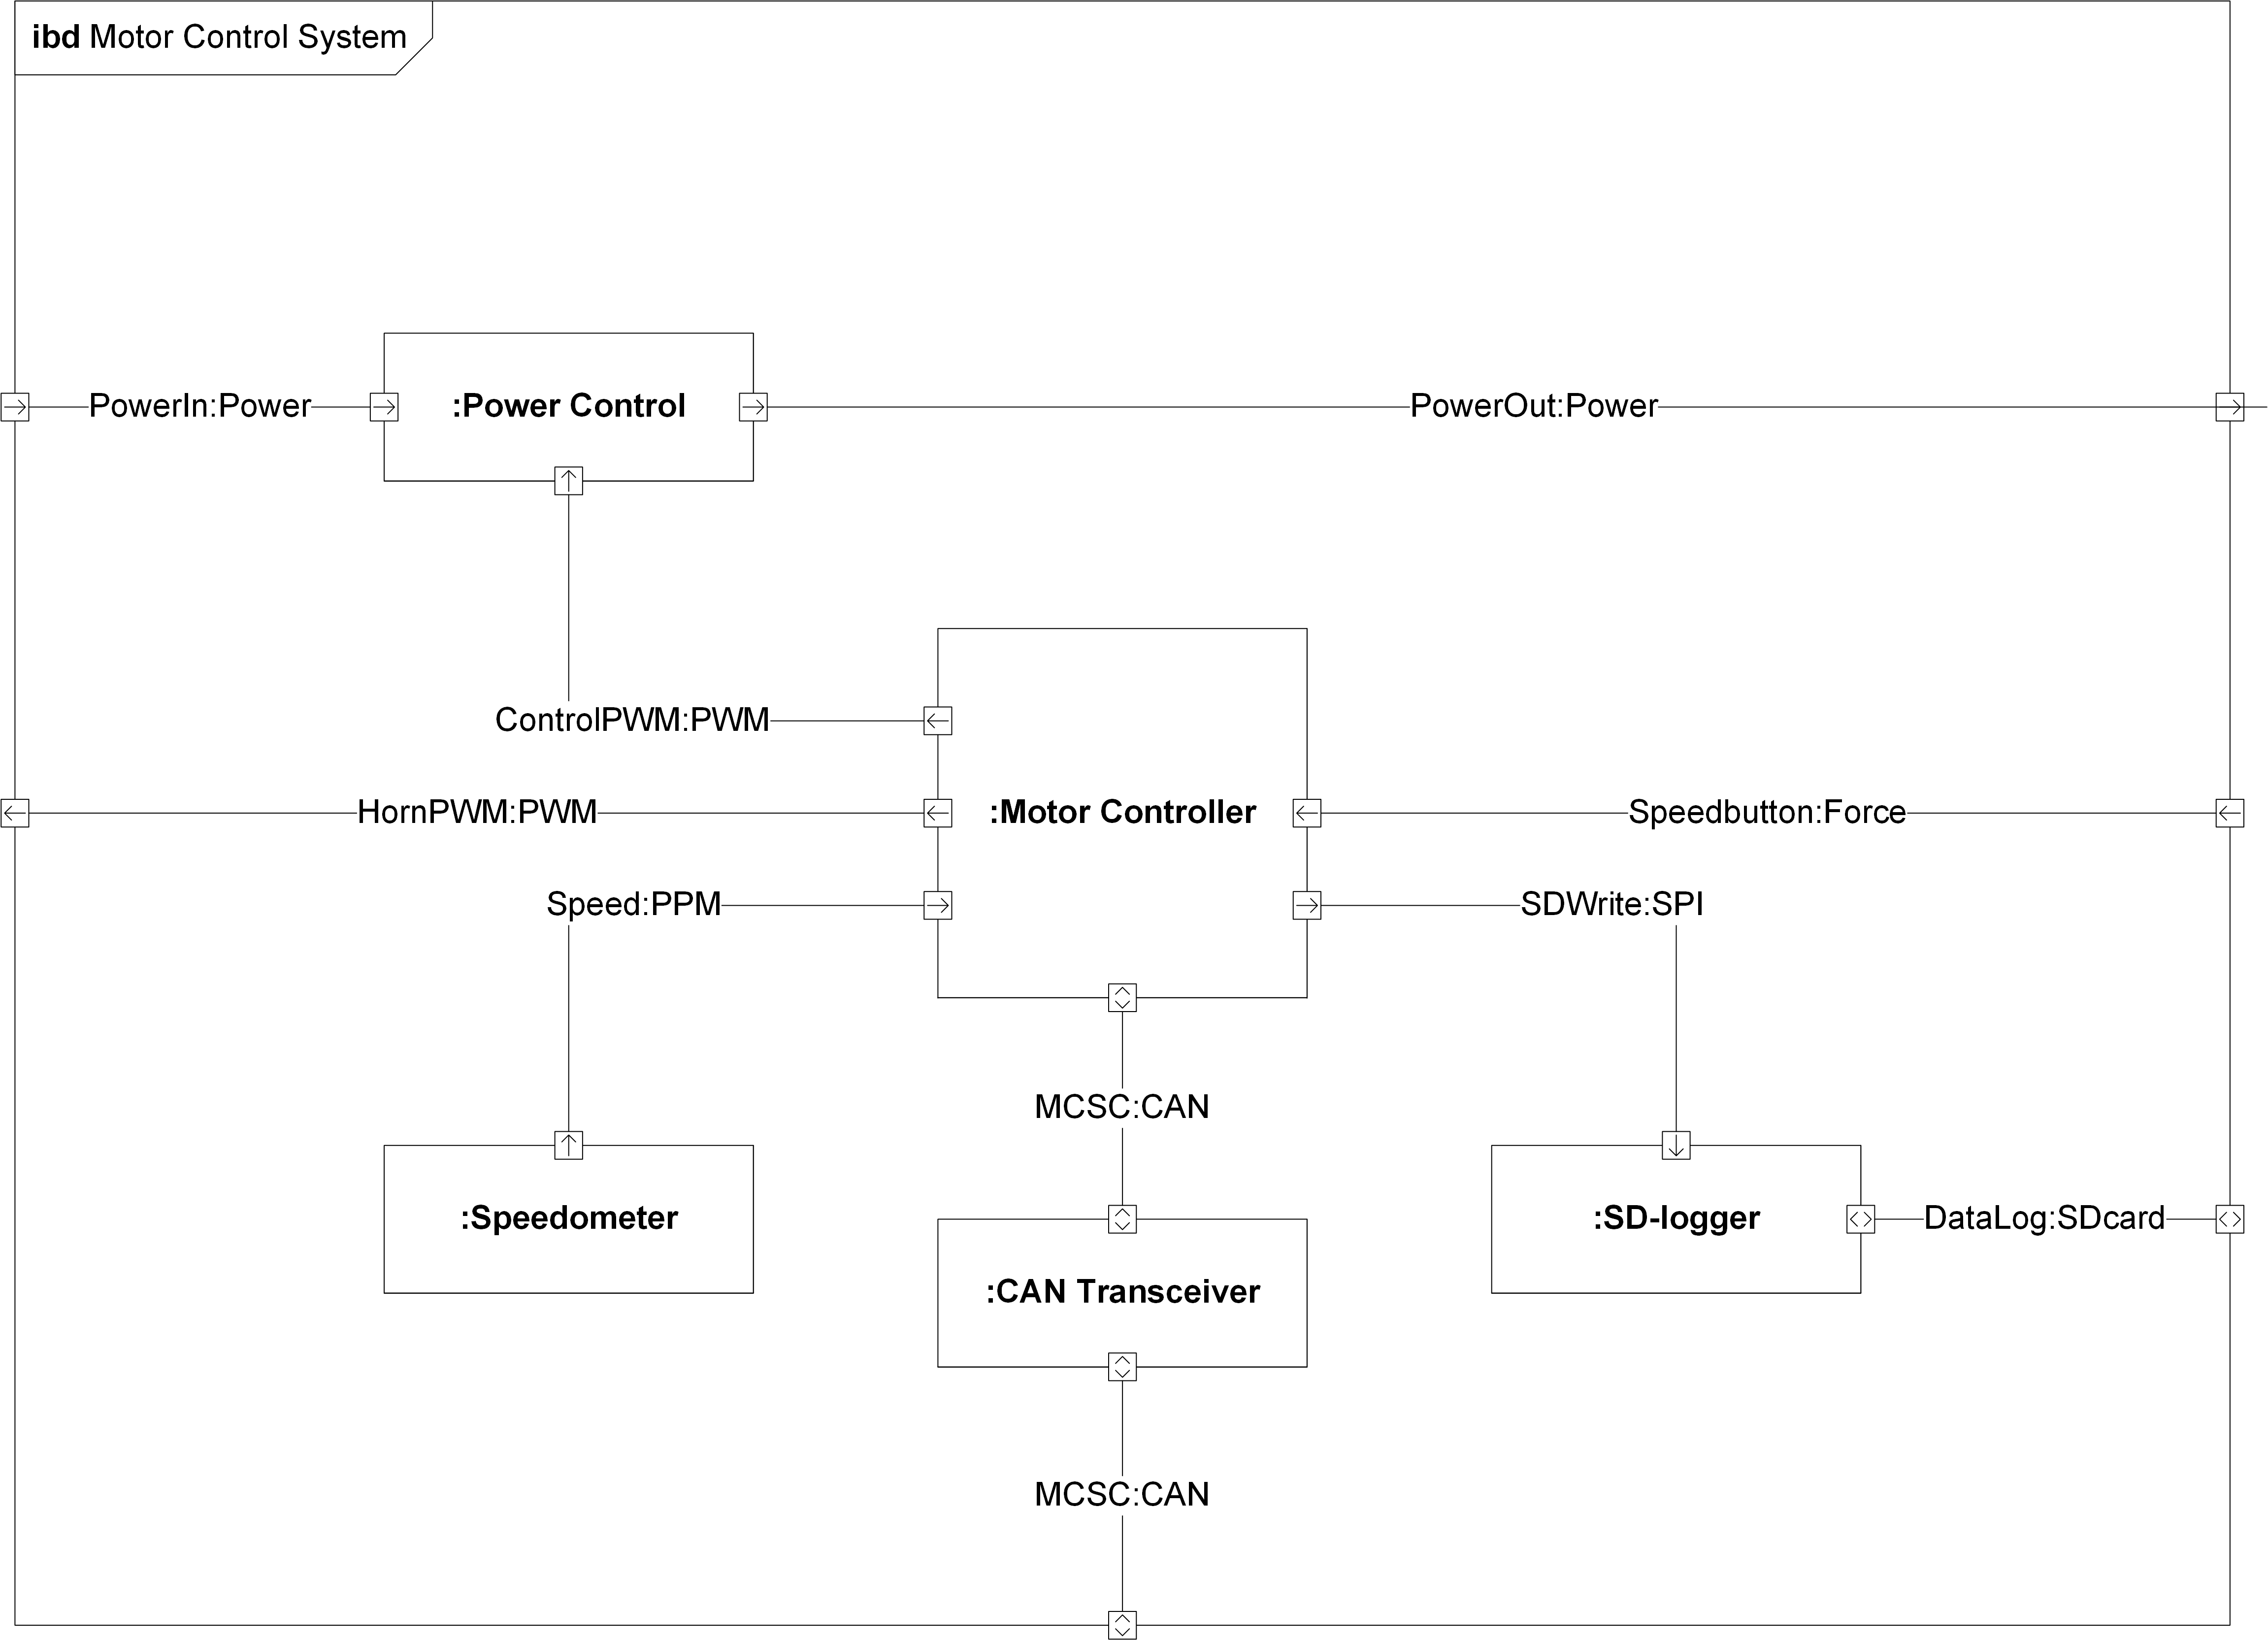 ibd Motor Control System
PowerIn:Power
:Power Control
PowerOut:Power
ControlPWM:PWM
HornPWM:PWM
:Motor Controller
Speedbutton:Force
Speed:PPM
SDWrite:SPI
MCSC:CAN
:Speedometer
:SD-logger
DataLog:SDcard
:CAN Transceiver
MCSC:CAN